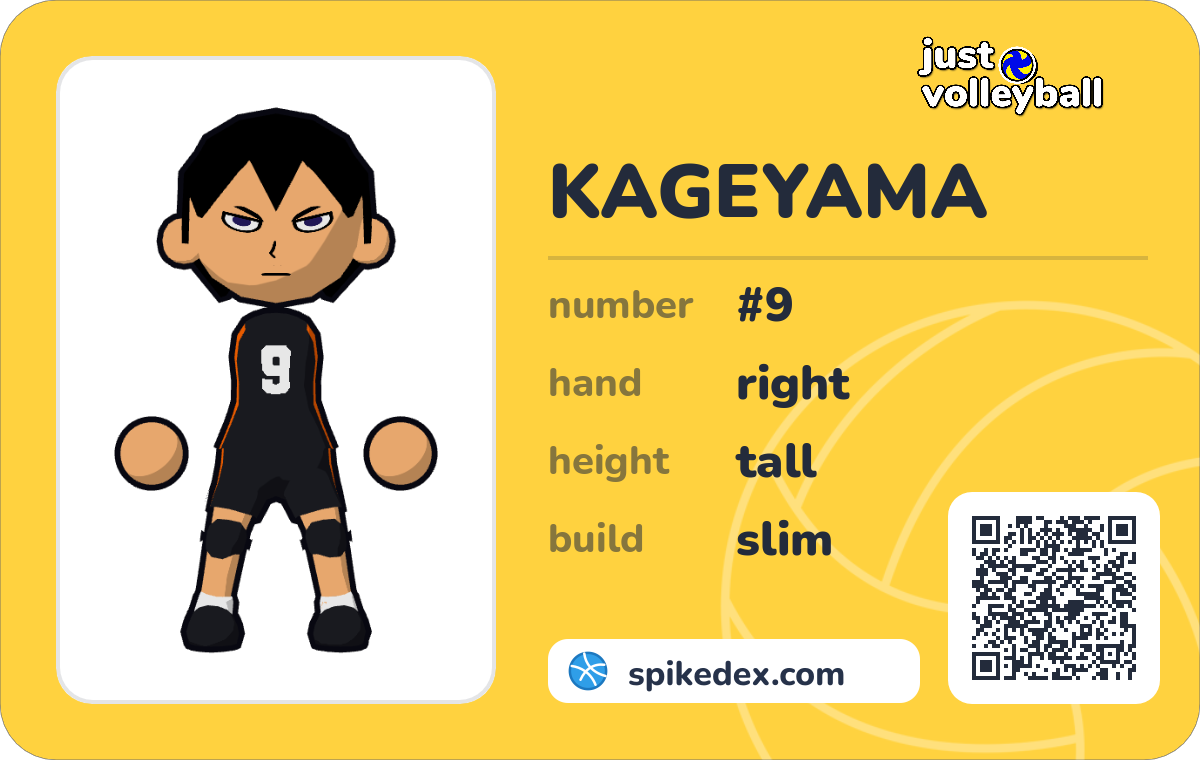 just
volleyball
KAGEYAMA
number #9
hand right
height tall
build slim
9
spikedex.com